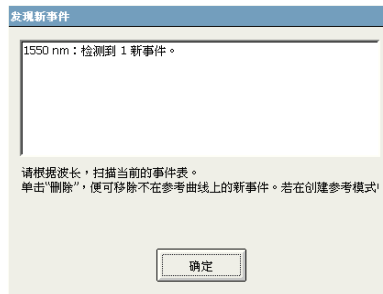 发现新事件
1550 nm：检测到 1 新事件。
请根据波长，扫描当前的事件表。
单击“删除”，便可移除不在参考曲线上的新事件。若在创建参考模式
确定